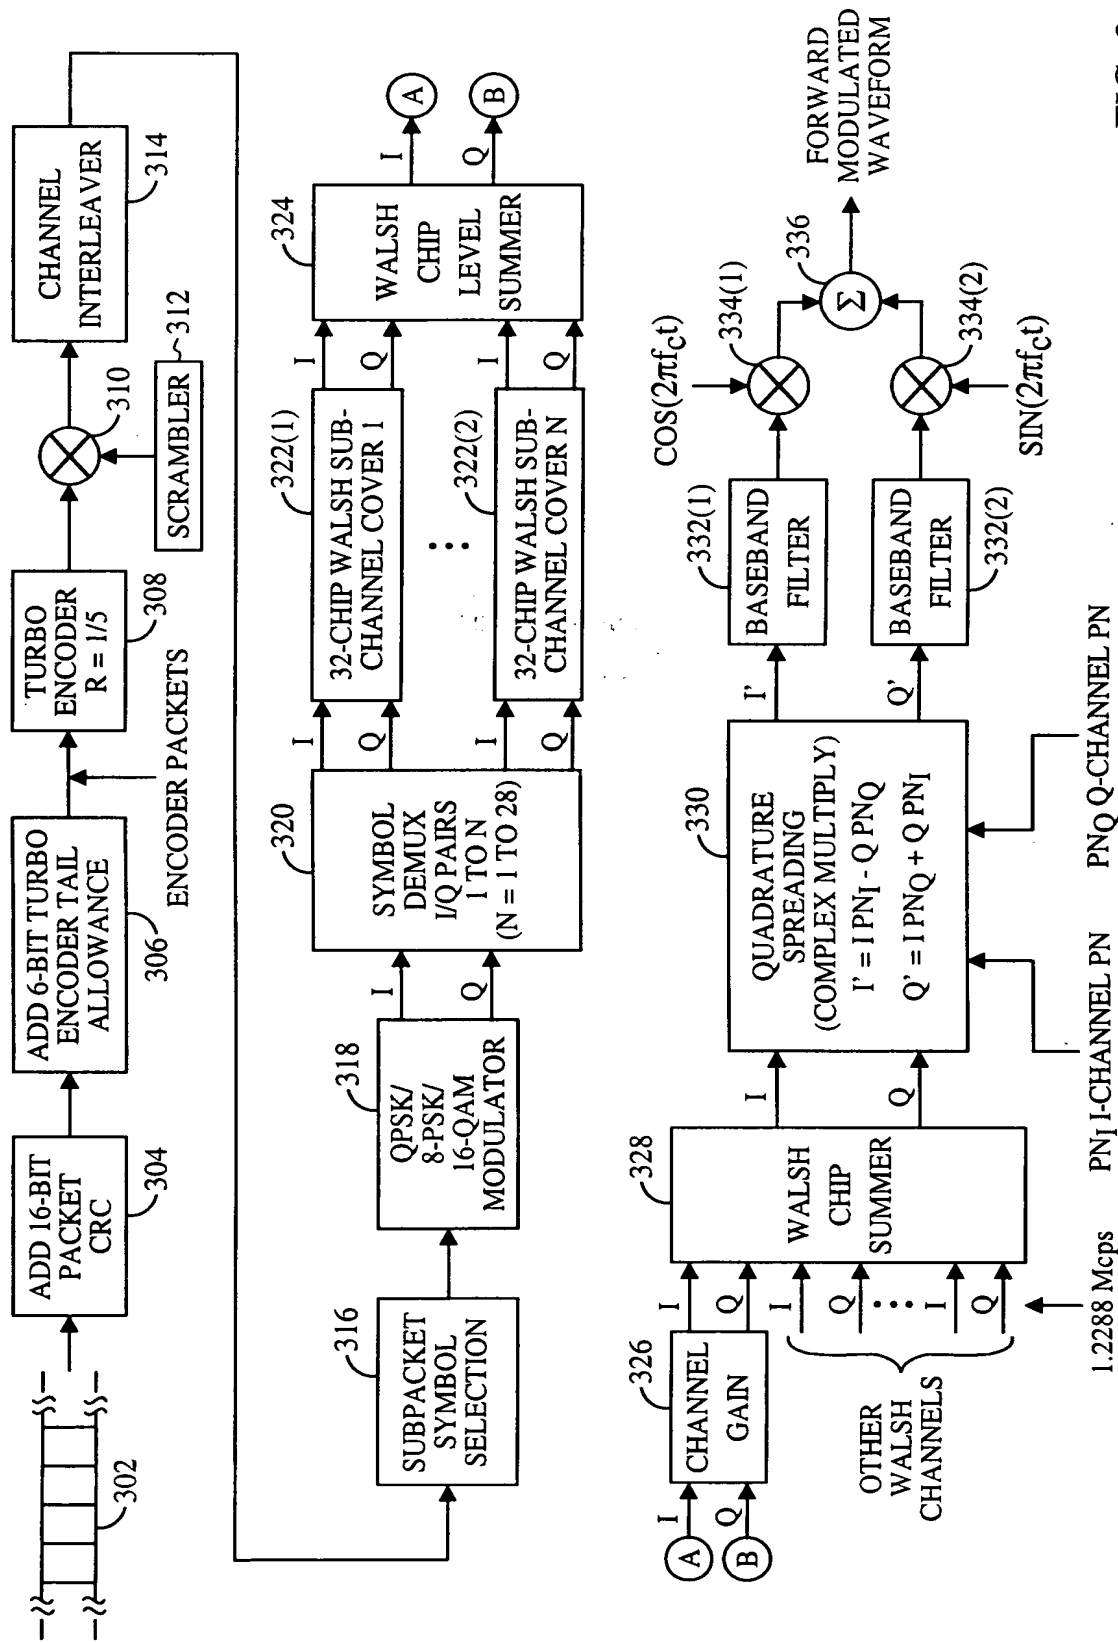 302
ADD 16-BIT
PACKET
CRC
304
ADD 6-BIT TURBO
ENCODER TAIL
ALLOWANCE
306
ENCODER PACKETS
TURBO
ENCODER
R = 1/5
308
310
SCRAMBLER
312
CHANNEL
INTERLEAVER
314
316
SUBPACKET
SYMBOL
SELECTION
318
QPSK/
8-PSK/
16-QAM
MODULATOR
I
Q
320
SYMBOL
DEMUX
I/Q PAIRS
1 TO N
(N = 1 TO 28)
I
Q
I
Q
322(1)
32-CHIP WALSH SUB-
CHANNEL COVER 1
322(2)
32-CHIP WALSH SUB-
CHANNEL COVER N
I
Q
I
Q
324
WALSH
CHIP
LEVEL
SUMMER
I
Q
A
B
A
B
I
Q
326
CHANNEL
GAIN
I
Q
I
Q
I
Q
OTHER
WALSH
CHANNELS
1.2288 Mcps
328
WALSH
CHIP
SUMMER
I
Q
330
QUADRATURE
SPREADING
(COMPLEX MULTIPLY)
I' = I PNI - Q PNQ
Q' = I PNQ + Q PNI
PNI I-CHANNEL PN
PNQ Q-CHANNEL PN
I'
Q'
332(1)
BASEBAND
FILTER
BASEBAND
FILTER
332(2)
COS(2πfCt)
334(1)
334(2)
SIN(2πfCt)
336
Σ
FORWARD
MODULATED
WAVEFORM